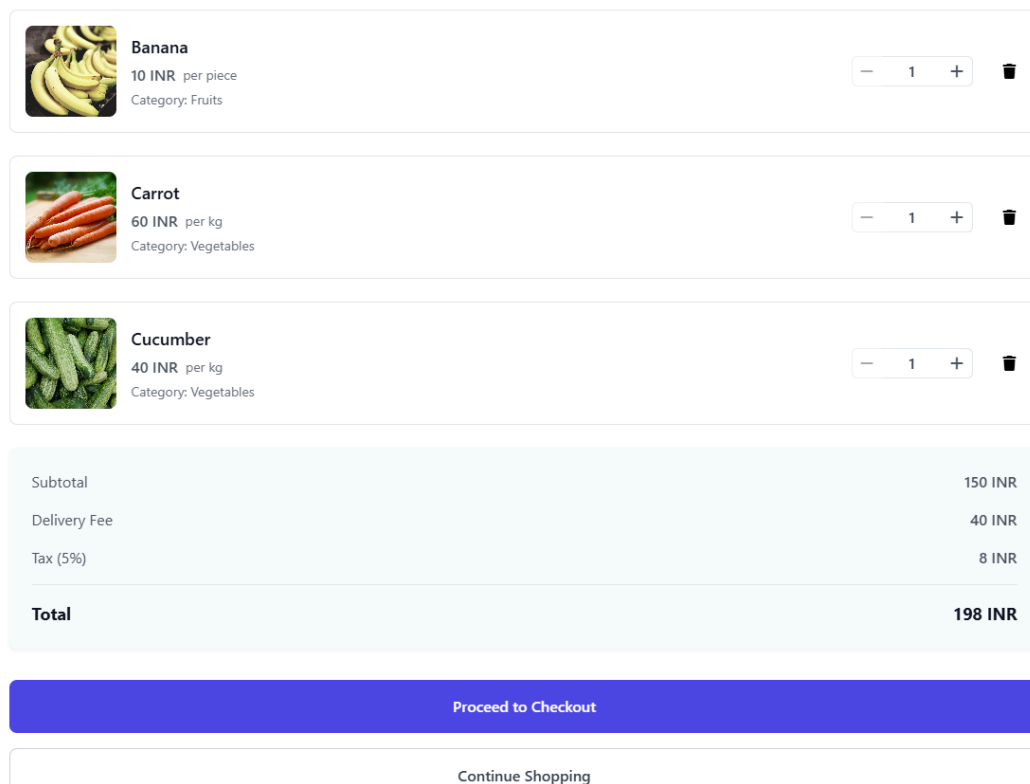 Banana
10 INR per piece
Category: Fruits
1
Carrot
60 INR per kg
Category: Vegetables
1
Cucumber
40 INR per kg
Category: Vegetables
1
Subtotal 150 INR
Delivery Fee 40 INR
Tax (5%) 8 INR
Total 198 INR
Proceed to Checkout
Continue Shopping